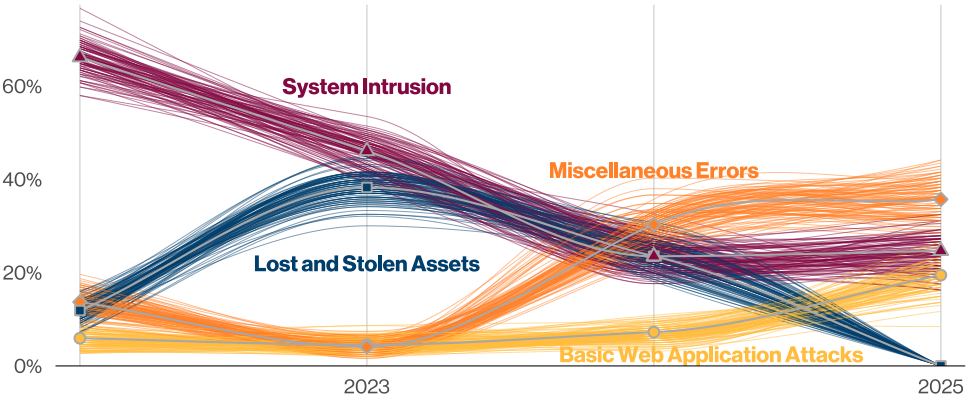 System Intrusion
60%
Miscellaneous Errors
40%
Lost and Stolen Assets
20%
Basic Web Application Attacks
0%
2023
2025